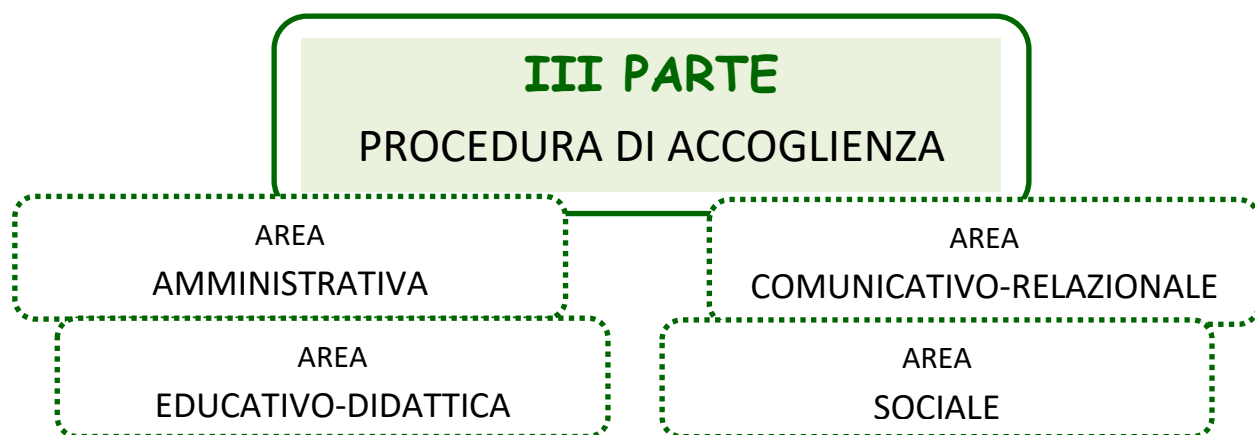 III PARTE
PROCEDURA DI ACCOGLIENZA
AREA
AMMINISTRATIVA
AREA
COMUNICATIVO-RELAZIONALE
AREA
EDUCATIVO-DIDATTICA
AREA
SOCIALE